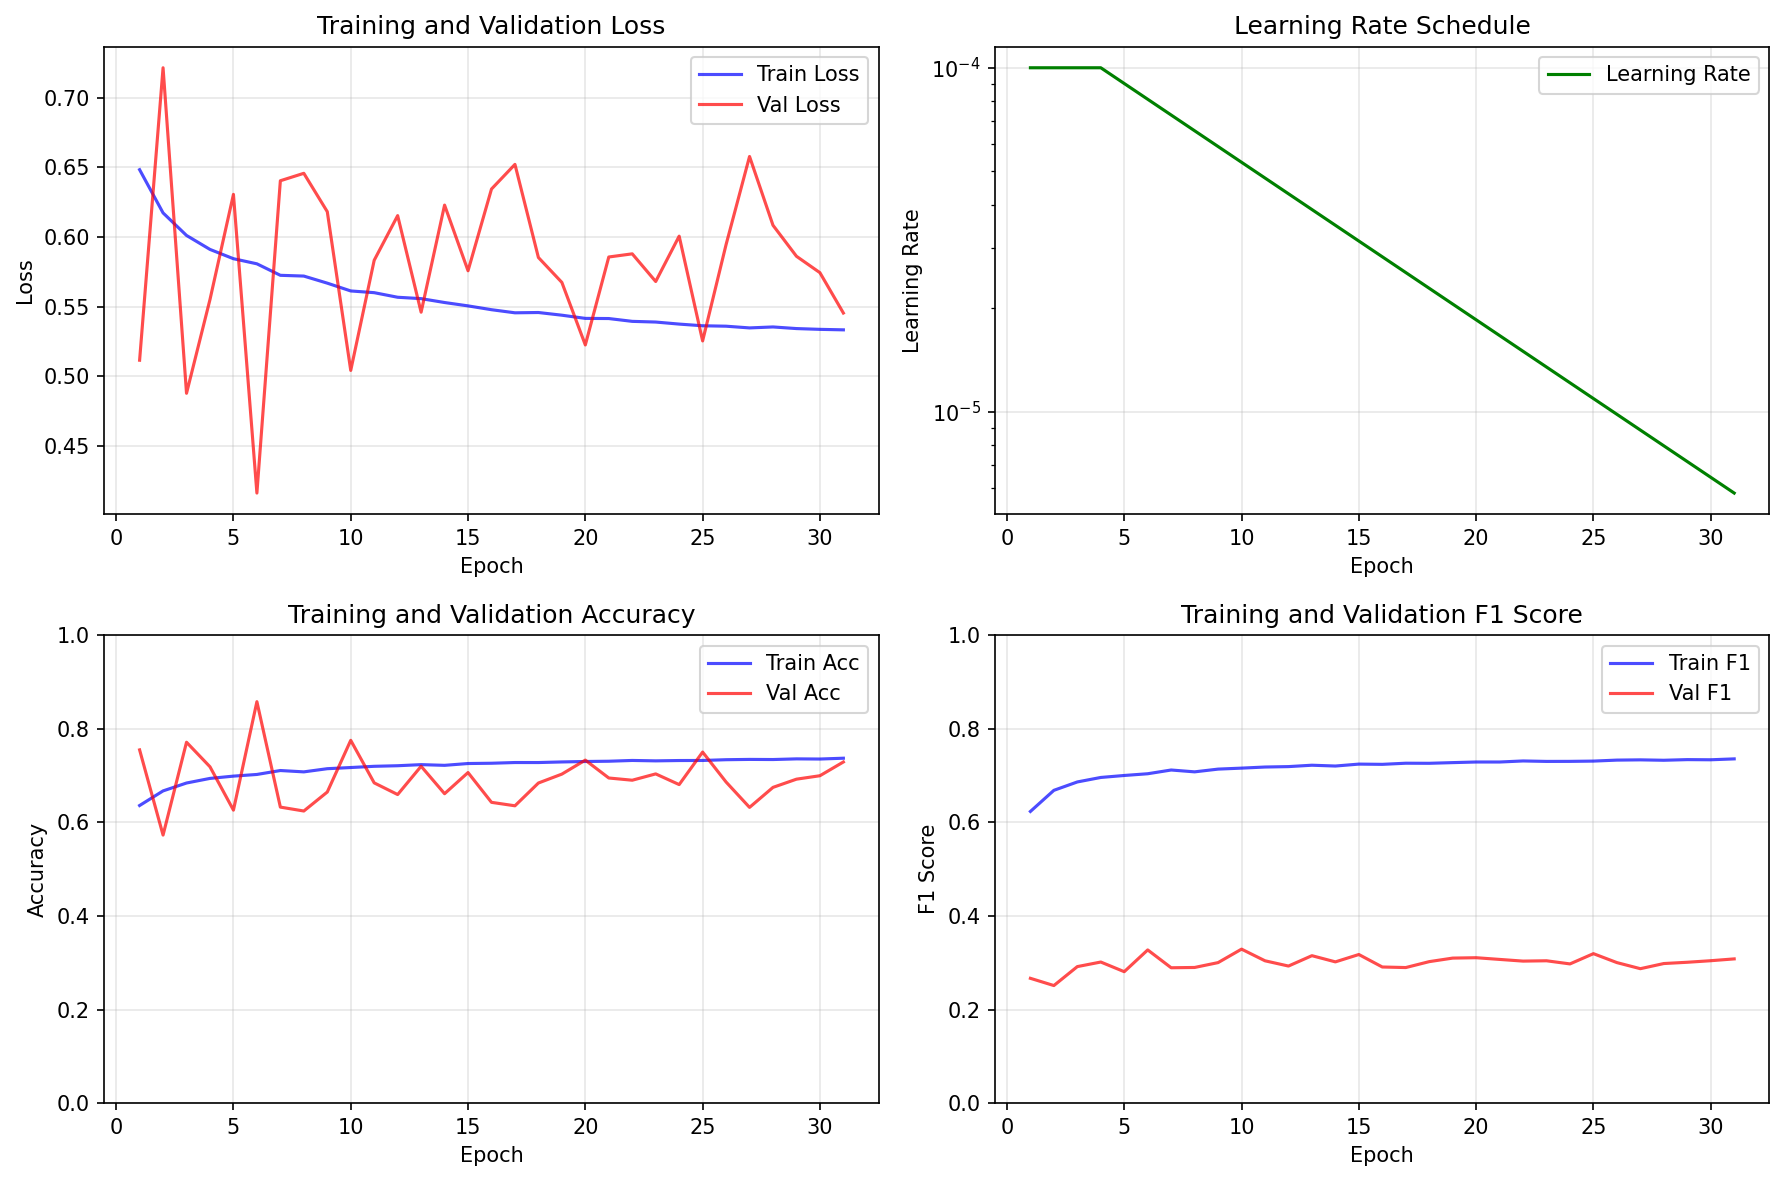 Training and Validation Loss
Train Loss
Val Loss
0.70
0.65
0.60
0.55
0.50
0.45
Loss
0 5 10 15 20 25 30
Epoch
Learning Rate Schedule
Learning Rate
10⁻⁴
10⁻⁵
Learning Rate
0 5 10 15 20 25 30
Epoch
Training and Validation Accuracy
Train Acc
Val Acc
1.0
0.8
0.6
0.4
0.2
0.0
Accuracy
0 5 10 15 20 25 30
Epoch
Training and Validation F1 Score
Train F1
Val F1
1.0
0.8
0.6
0.4
0.2
0.0
F1 Score
0 5 10 15 20 25 30
Epoch